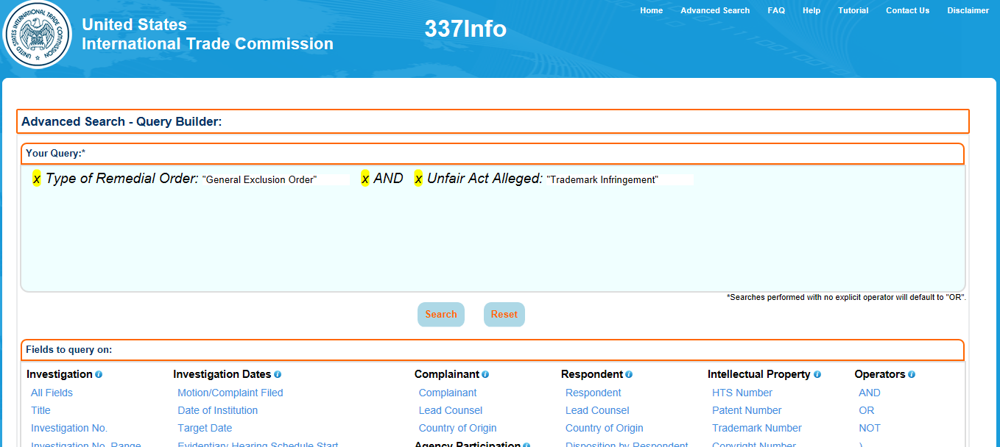 UNITED STATES INTERNATIONAL TRADE COMMISSION
United States
International Trade Commission
337Info
Home Advanced Search FAQ Help Tutorial Contact Us Disclaimer
Advanced Search - Query Builder:
Your Query:*
x Type of Remedial Order: "General Exclusion Order" x AND x Unfair Act Alleged: "Trademark Infringement"
*Searches performed with no explicit operator will default to "OR".
Search Reset
Fields to query on:
Investigation Investigation Dates Complainant Respondent Intellectual Property Operators
All Fields Motion/Complaint Filed Complainant Respondent HTS Number AND
Title Date of Institution Lead Counsel Lead Counsel Patent Number OR
Investigation No. Target Date Country of Origin Country of Origin Trademark Number NOT
Investigation No. Range Evidentiary Hearing Schedule Start Agency Participation Disposition by Respondent Copyright Number )